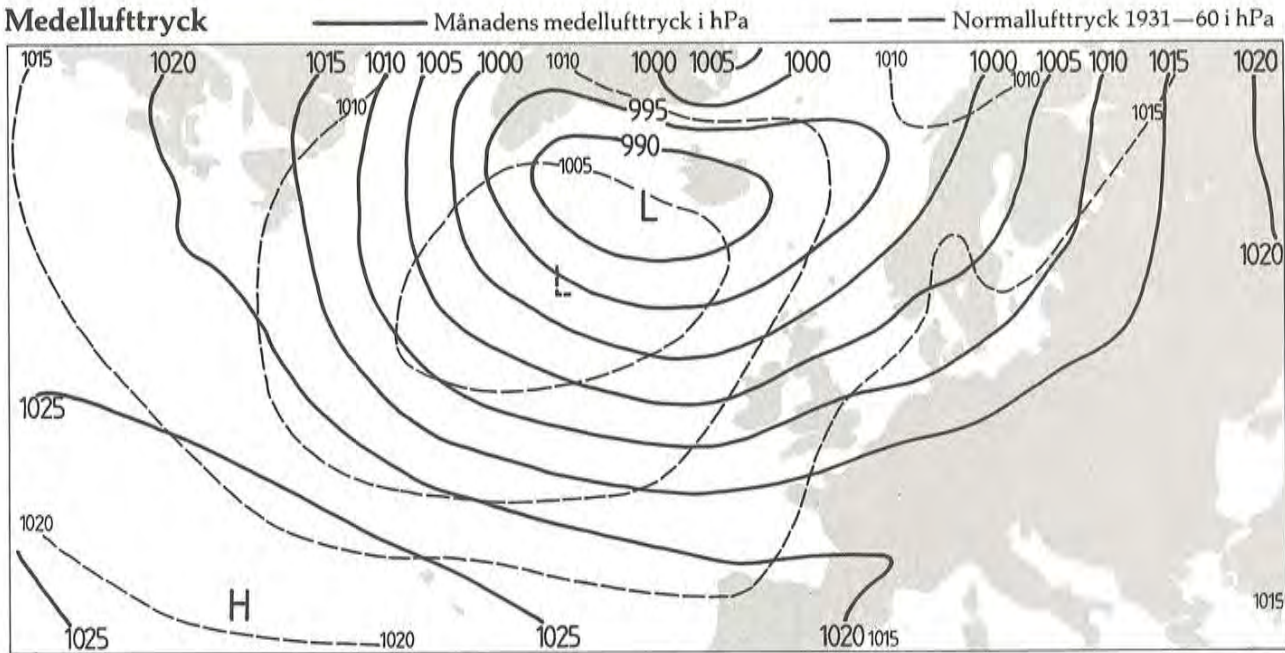 Medellufttryck Månadens medellufttryck i hPa Normallufttryck 1931—60 i hPa
1015 1020 1015 1010 1005 1000 1010 1000 1005 1000 1010 1000 1005 1010 1015 1020
1010
1010 995 1015
990
1005
L
1020
L
1025
1020
H 1015
1025 1020 1025 1020 1015